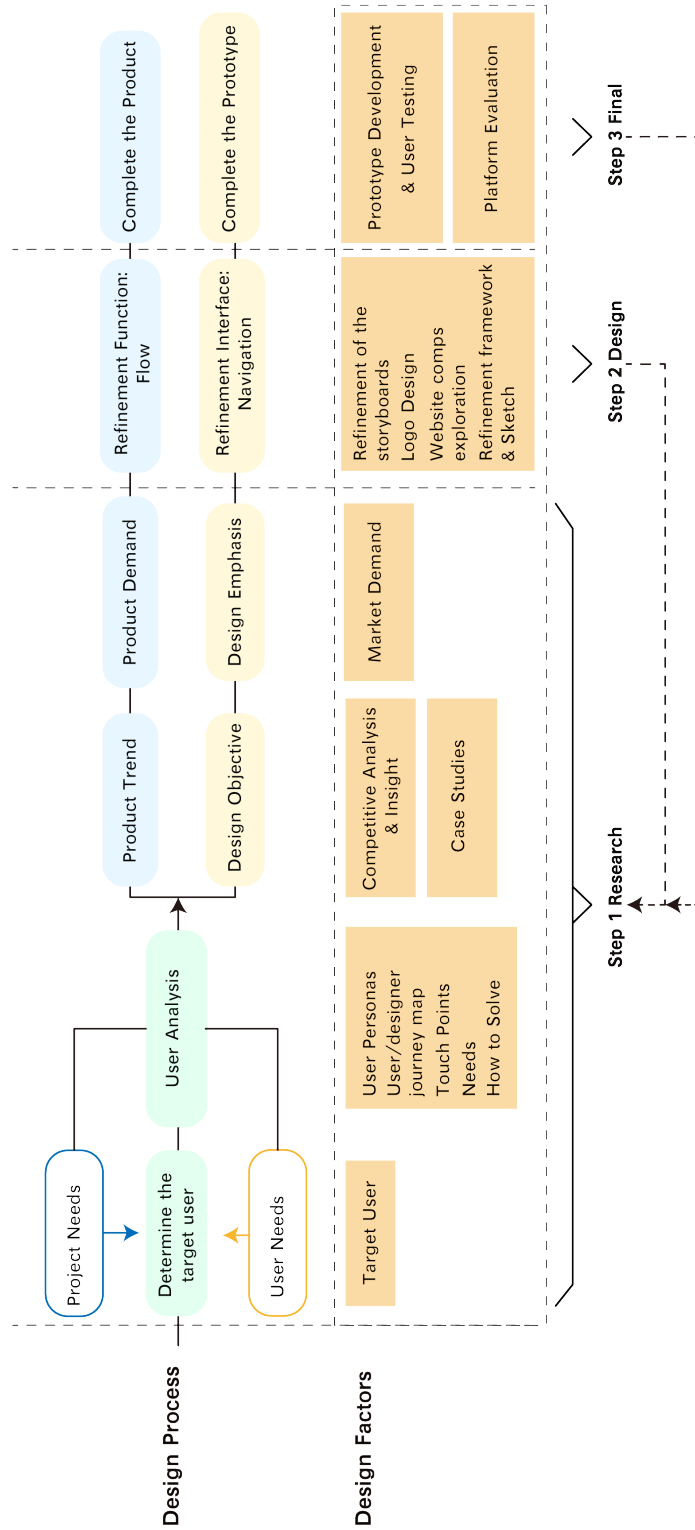 Design Process
Project Needs
Determine the
target user
User Needs
User Analysis
Product Trend
Product Demand
Refinement Function:
Flow
Complete the Product
Design Objective
Design Emphasis
Refinement Interface:
Navigation
Complete the Prototype
Design Factors
Target User
User Personas
User/designer
journey map
Touch Points
Needs
How to Solve
Competitive Analysis
& Insight
Case Studies
Market Demand
Refinement of the
storyboards
Logo Design
Website comps
exploration
Refinement framework
& Sketch
Prototype Development
& User Testing
Platform Evaluation
Step 1 Research
Step 2 Design
Step 3 Final